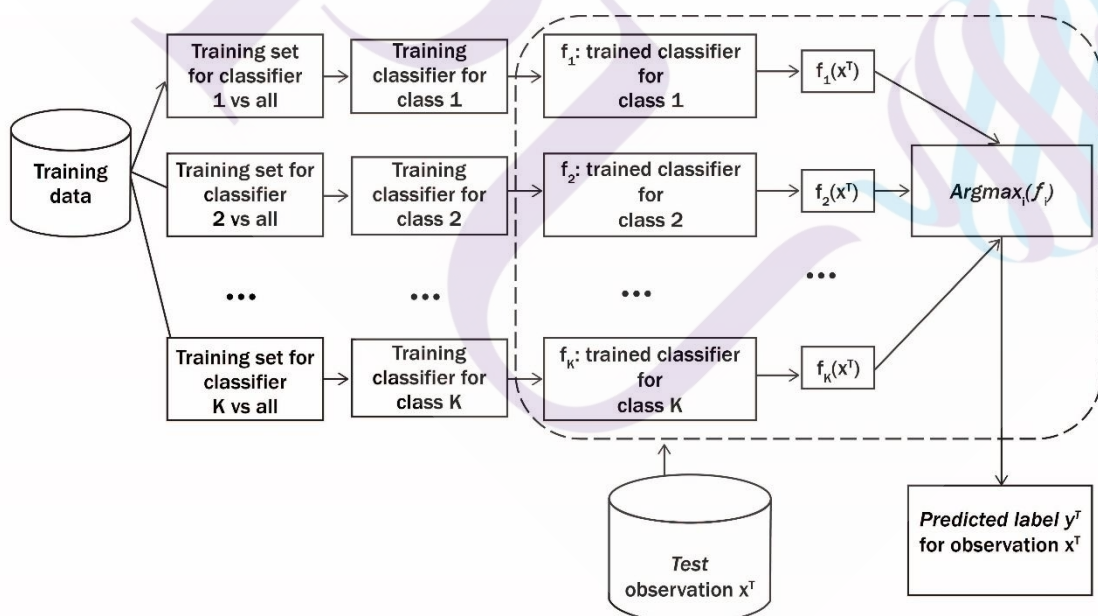 Training set
for classifier
1 vs all
Training
classifier for
class 1
f₁: trained classifier
for
class 1
f₁(xᵀ)
Training
data
Training set for
classifier
2 vs all
Training
classifier for
class 2
f₂: trained classifier
for
class 2
f₂(xᵀ)
Argmaxᵢ(fᵢ)
...
...
...
...
Training set for
classifier
K vs all
Training
classifier for
class K
f_K: trained classifier
for
class K
f_K(xᵀ)
Test
observation xᵀ
Predicted label yᵀ
for observation xᵀ